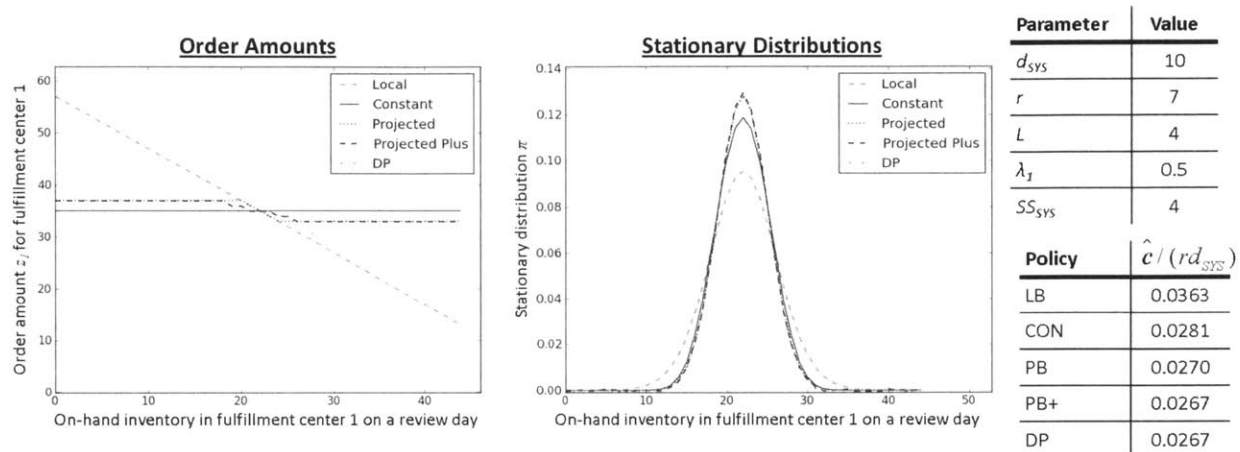 Order Amounts
Order amount z_i for fulfillment center 1
60
50
40
30
20
10
0
Local
Constant
Projected
Projected Plus
DP
0
10
20
30
40
On-hand inventory in fulfillment center 1 on a review day
Stationary Distributions
Stationary distribution π
0.14
0.12
0.10
0.08
0.06
0.04
0.02
0.00
Local
Constant
Projected
Projected Plus
DP
0
10
20
30
40
50
On-hand inventory in fulfillment center 1 on a review day
Parameter Value
d_SYS 10
r 7
L 4
λ_1 0.5
SS_SYS 4
Policy ĉ / (rd_SYS)
LB 0.0363
CON 0.0281
PB 0.0270
PB+ 0.0267
DP 0.0267